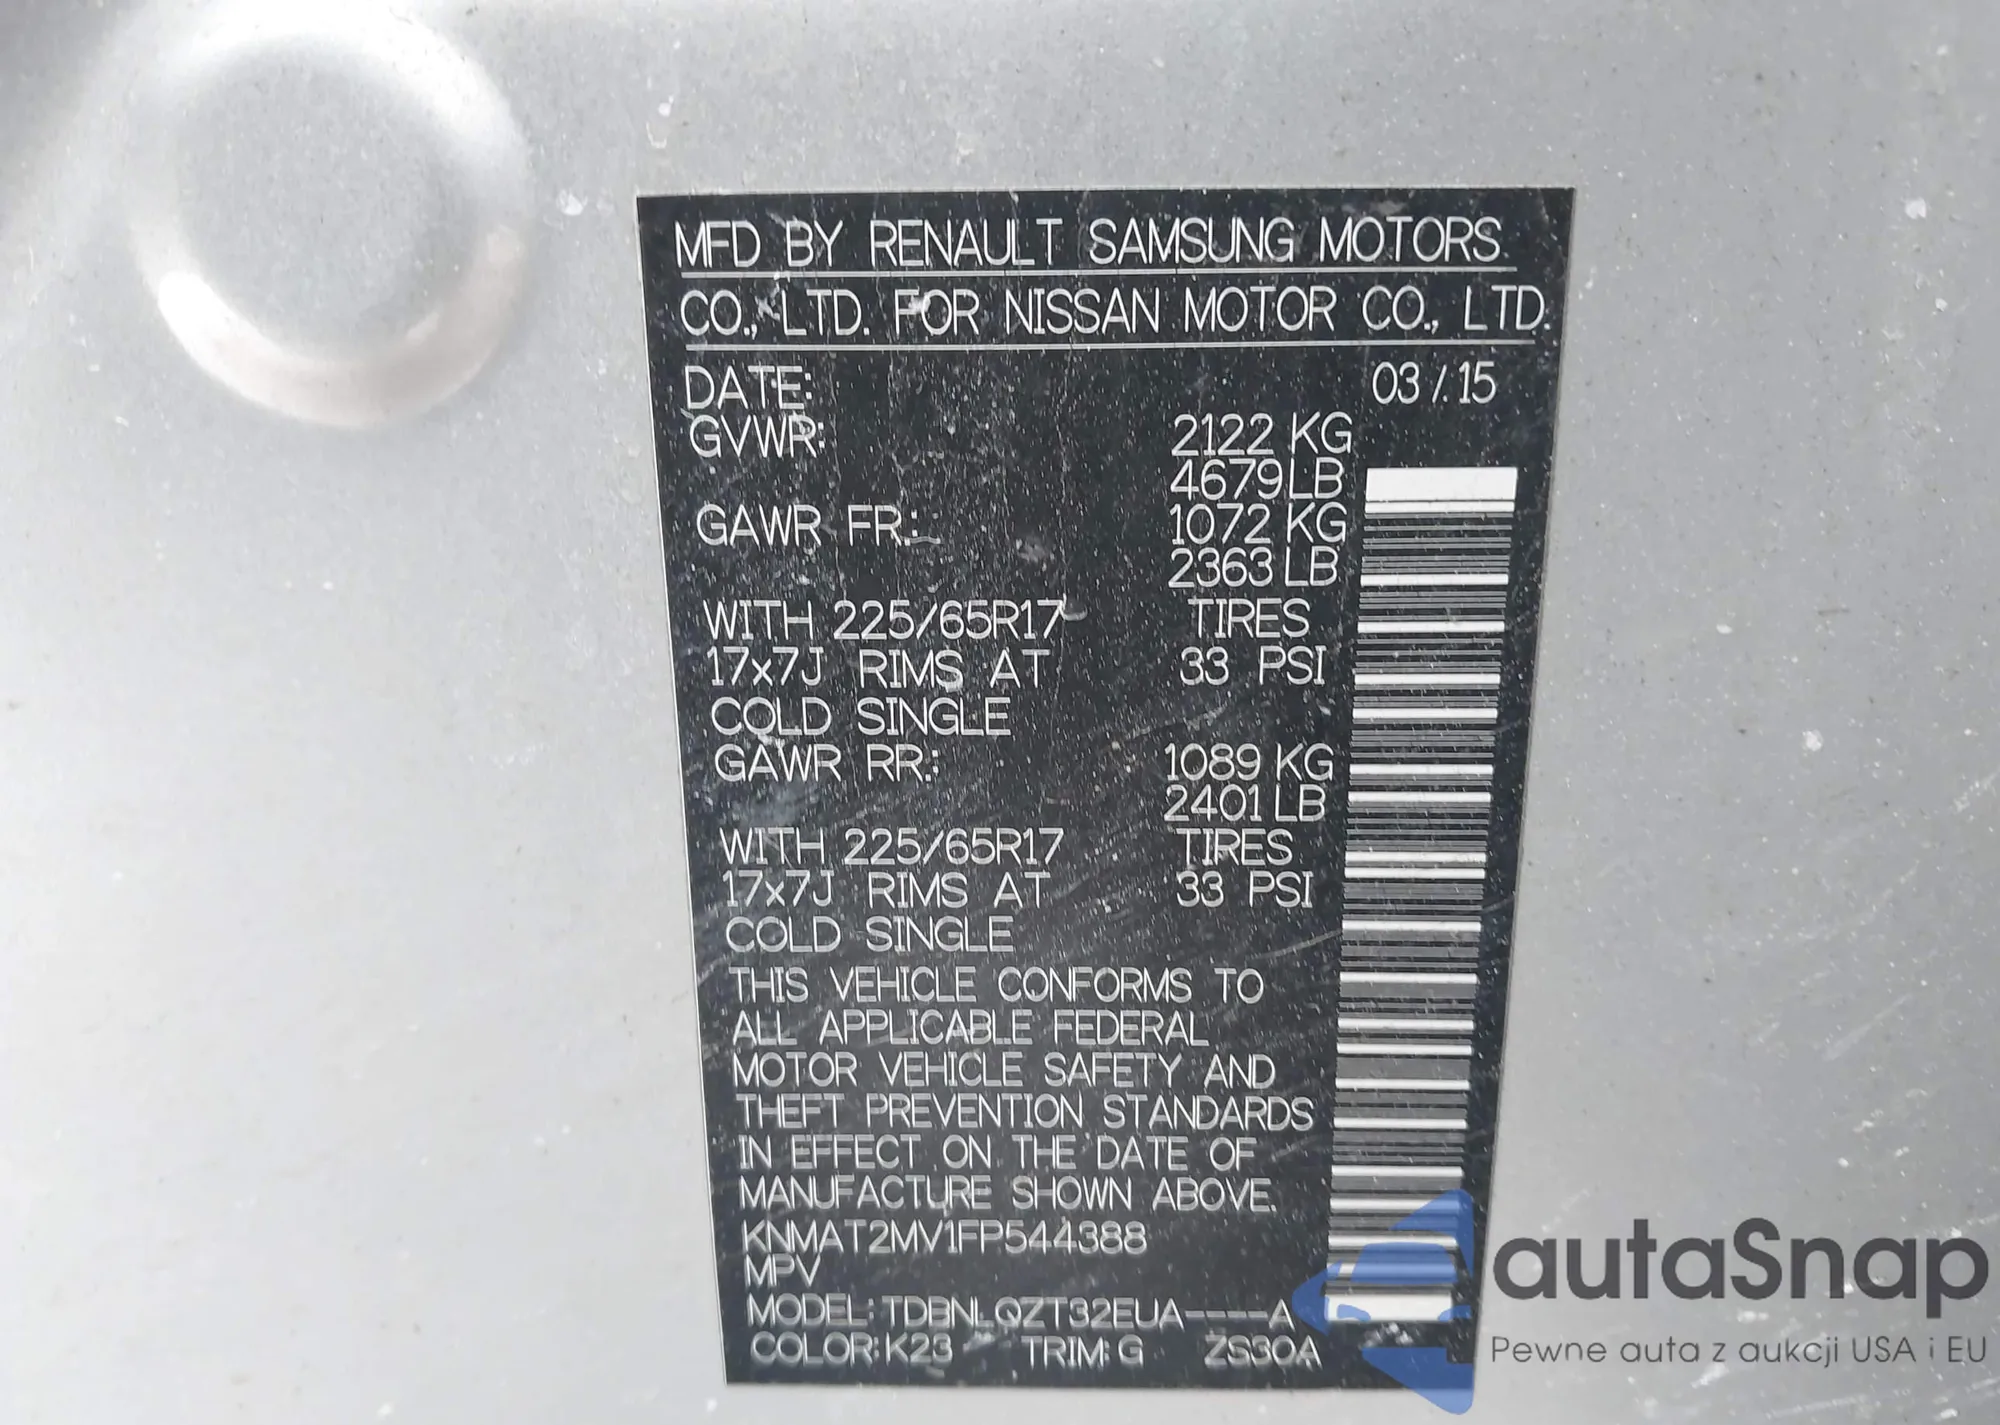 MFD BY RENAULT SAMSUNG MOTORS
CO., LTD. FOR NISSAN MOTOR CO., LTD.
DATE: 03/15
GVWR: 2122 KG
4679 LB
GAWR FR.: 1072 KG
2363 LB
WITH 225/65R17 TIRES
17x7J RIMS AT 33 PSI
COLD SINGLE
GAWR RR.: 1089 KG
2401 LB
WITH 225/65R17 TIRES
17x7J RIMS AT 33 PSI
COLD SINGLE
THIS VEHICLE CONFORMS TO
ALL APPLICABLE FEDERAL
MOTOR VEHICLE SAFETY AND
THEFT PREVENTION STANDARDS
IN EFFECT ON THE DATE OF
MANUFACTURE SHOWN ABOVE.
KNMAT2MV1FP544388
MPV
MODEL: TDBNLQZT32EUA----A
COLOR: K23 TRIM: G ZS30A
autaSnap
Pewne auta z aukcji USA i EU